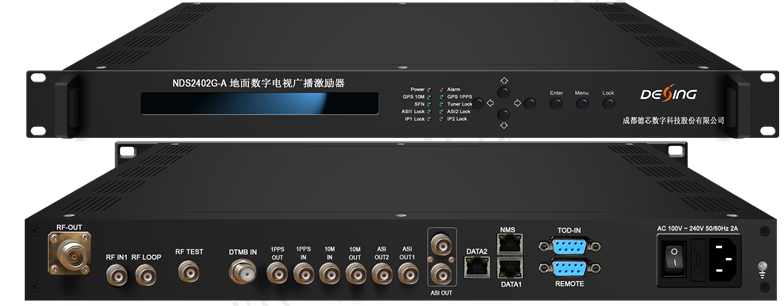 NDS2402G-A 地面数字电视广播激励器
Power Alarm
GPS 10M GPS 1PPS
SFN Tuner Lock
ASI1 Lock ASI2 Lock
IP1 Lock IP2 Lock
Enter Menu Lock
DESING
成都德芯数字科技股份有限公司
RF-OUT
RF IN1 RF LOOP
RF TEST
DTMB IN
1PPS OUT
1PPS IN
10M IN
10M OUT
ASI OUT2
ASI OUT1
ASI OUT
DATA2
NMS
DATA1
TOD-IN
REMOTE
AC 100V ~ 240V 50/60Hz 2A